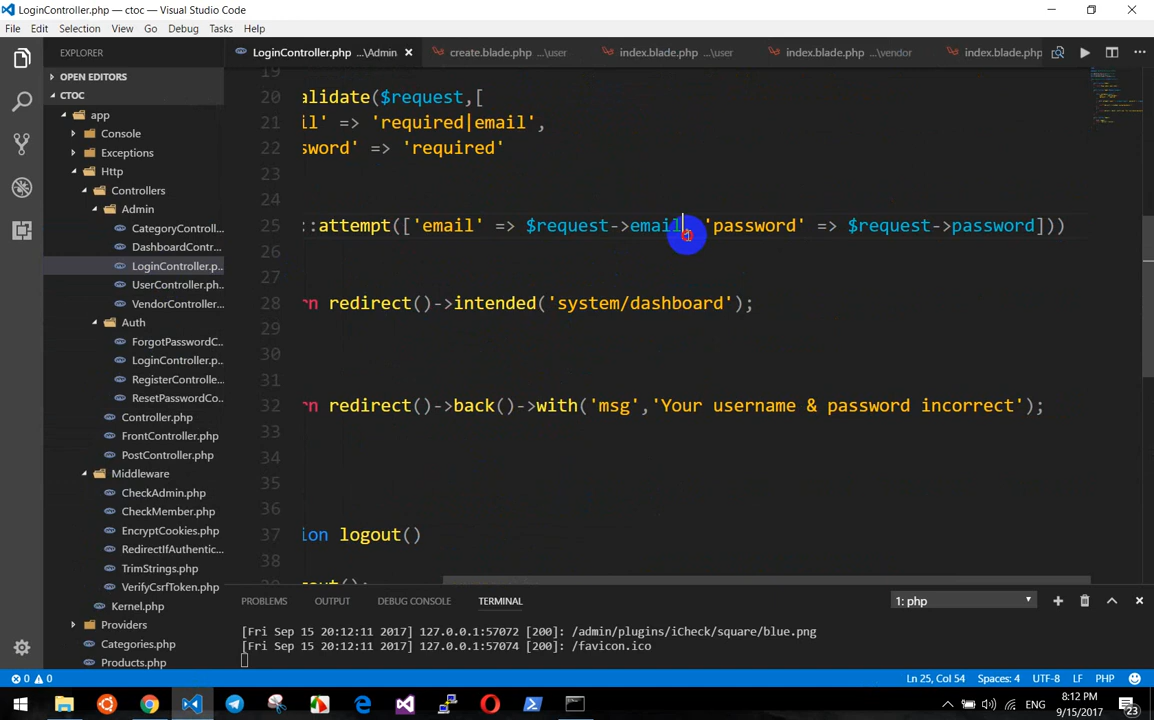 LoginController.php • ctoc - Visual Studio Code
File Edit Selection View Go Debug Tasks Help
EXPLORER
LoginController.php ...\Admin
create.blade.php ...\user
index.blade.php ...\user
index.blade.php ...\vendor
index.blade.php
OPEN EDITORS
CTOC
app
Console
Exceptions
Http
Controllers
Admin
CategoryControll...
DashboardContr...
LoginController.p...
UserController.ph...
VendorController...
Auth
ForgotPasswordC...
LoginController.p...
RegisterControlle...
ResetPasswordCo...
Controller.php
FrontController.php
PostController.php
Middleware
CheckAdmin.php
CheckMember.php
EncryptCookies.php
RedirectIfAuthentic...
TrimStrings.php
VerifyCsrfToken.php
Kernel.php
Providers
Categories.php
Products.php
19
20 alidate($request,[
21 il' => 'required|email',
22 sword' => 'required'
23
24
25 ::attempt(['email' => $request->email, 'password' => $request->password]))
26
27
28 rn redirect()->intended('system/dashboard');
29
30
31
32 rn redirect()->back()->with('msg','Your username & password incorrect');
33
34
35
36
37 ion logout()
38
PROBLEMS OUTPUT DEBUG CONSOLE TERMINAL
1: php
[Fri Sep 15 20:12:11 2017] 127.0.0.1:57072 [200]: /admin/plugins/iCheck/square/blue.png
[Fri Sep 15 20:12:11 2017] 127.0.0.1:57074 [200]: /favicon.ico
0 0
Ln 25, Col 54 Spaces: 4 UTF-8 LF PHP
ENG
8:12 PM
9/15/2017
23